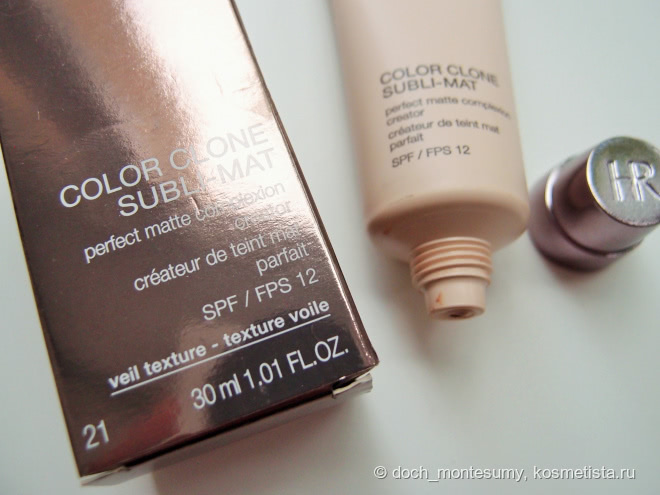 COLOR CLONE
SUBLI-MAT
perfect matte complexion
creator
créateur de teint mat
parfait
SPF / FPS 12
veil texture - texture voile
30 ml 1.01 FL.OZ.
21
COLOR CLONE
SUBLI-MAT
perfect matte complexion
creator
créateur de teint mat
parfait
SPF / FPS 12
HR
© doch_montesumy, kosmetista.ru